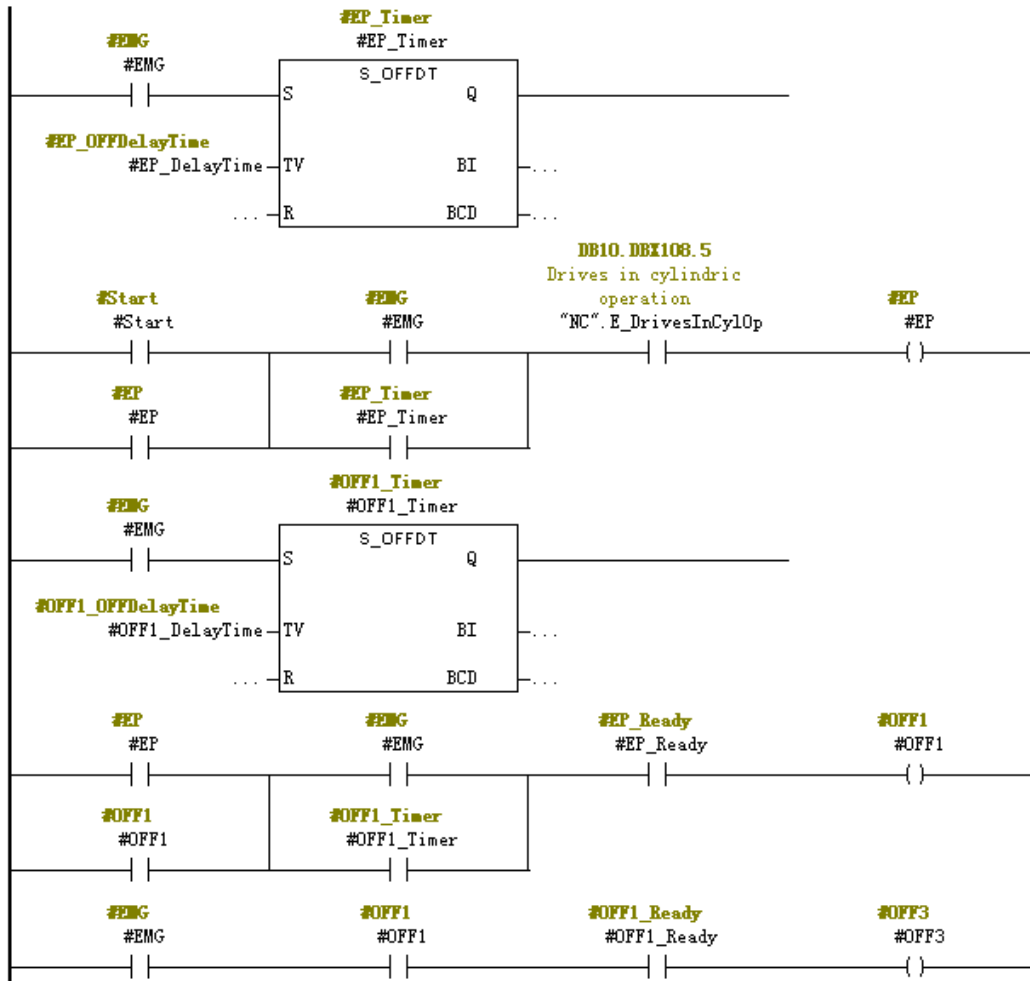 #EP_Timer
#EMG #EP_Timer
#EMG
S_OFFDT
S Q
#EP_OFFDelayTime
#EP_DelayTime TV BI ...
... R BCD ...
DB10.DBX108.5
Drives in cylindric
#Start #EMG operation #EP
#Start #EMG "NC".E_DrivesInCylOp #EP
#EP #EP_Timer
#EP #EP_Timer
#OFF1_Timer
#EMG #OFF1_Timer
#EMG
S_OFFDT
S Q
#OFF1_OFFDelayTime
#OFF1_DelayTime TV BI ...
... R BCD ...
#EP #EMG #EP_Ready #OFF1
#EP #EMG #EP_Ready #OFF1
#OFF1 #OFF1_Timer
#OFF1 #OFF1_Timer
#EMG #OFF1 #OFF1_Ready #OFF3
#EMG #OFF1 #OFF1_Ready #OFF3